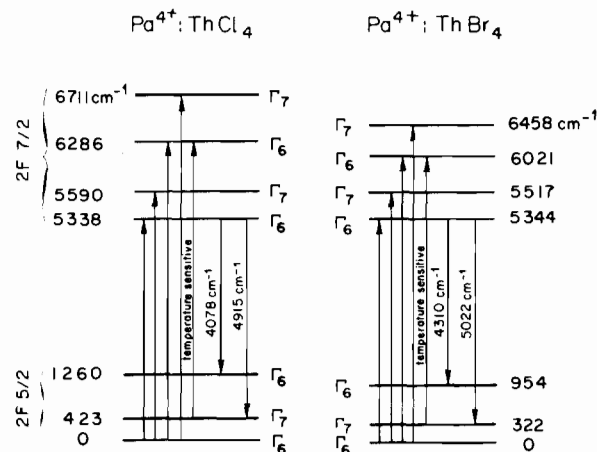 Pa⁴⁺: ThCl₄
Pa⁴⁺: ThBr₄
2F 7/2
6711 cm⁻¹
Γ₇
6286
Γ₆
5590
Γ₇
5338
Γ₆
temperature sensitive
4078 cm⁻¹
4915 cm⁻¹
2F 5/2
1260
Γ₆
423
Γ₇
0
Γ₆
Γ₇
6458 cm⁻¹
Γ₆
6021
Γ₇
5517
Γ₆
5344
temperature sensitive
4310 cm⁻¹
5022 cm⁻¹
Γ₆
954
Γ₇
322
Γ₆
0